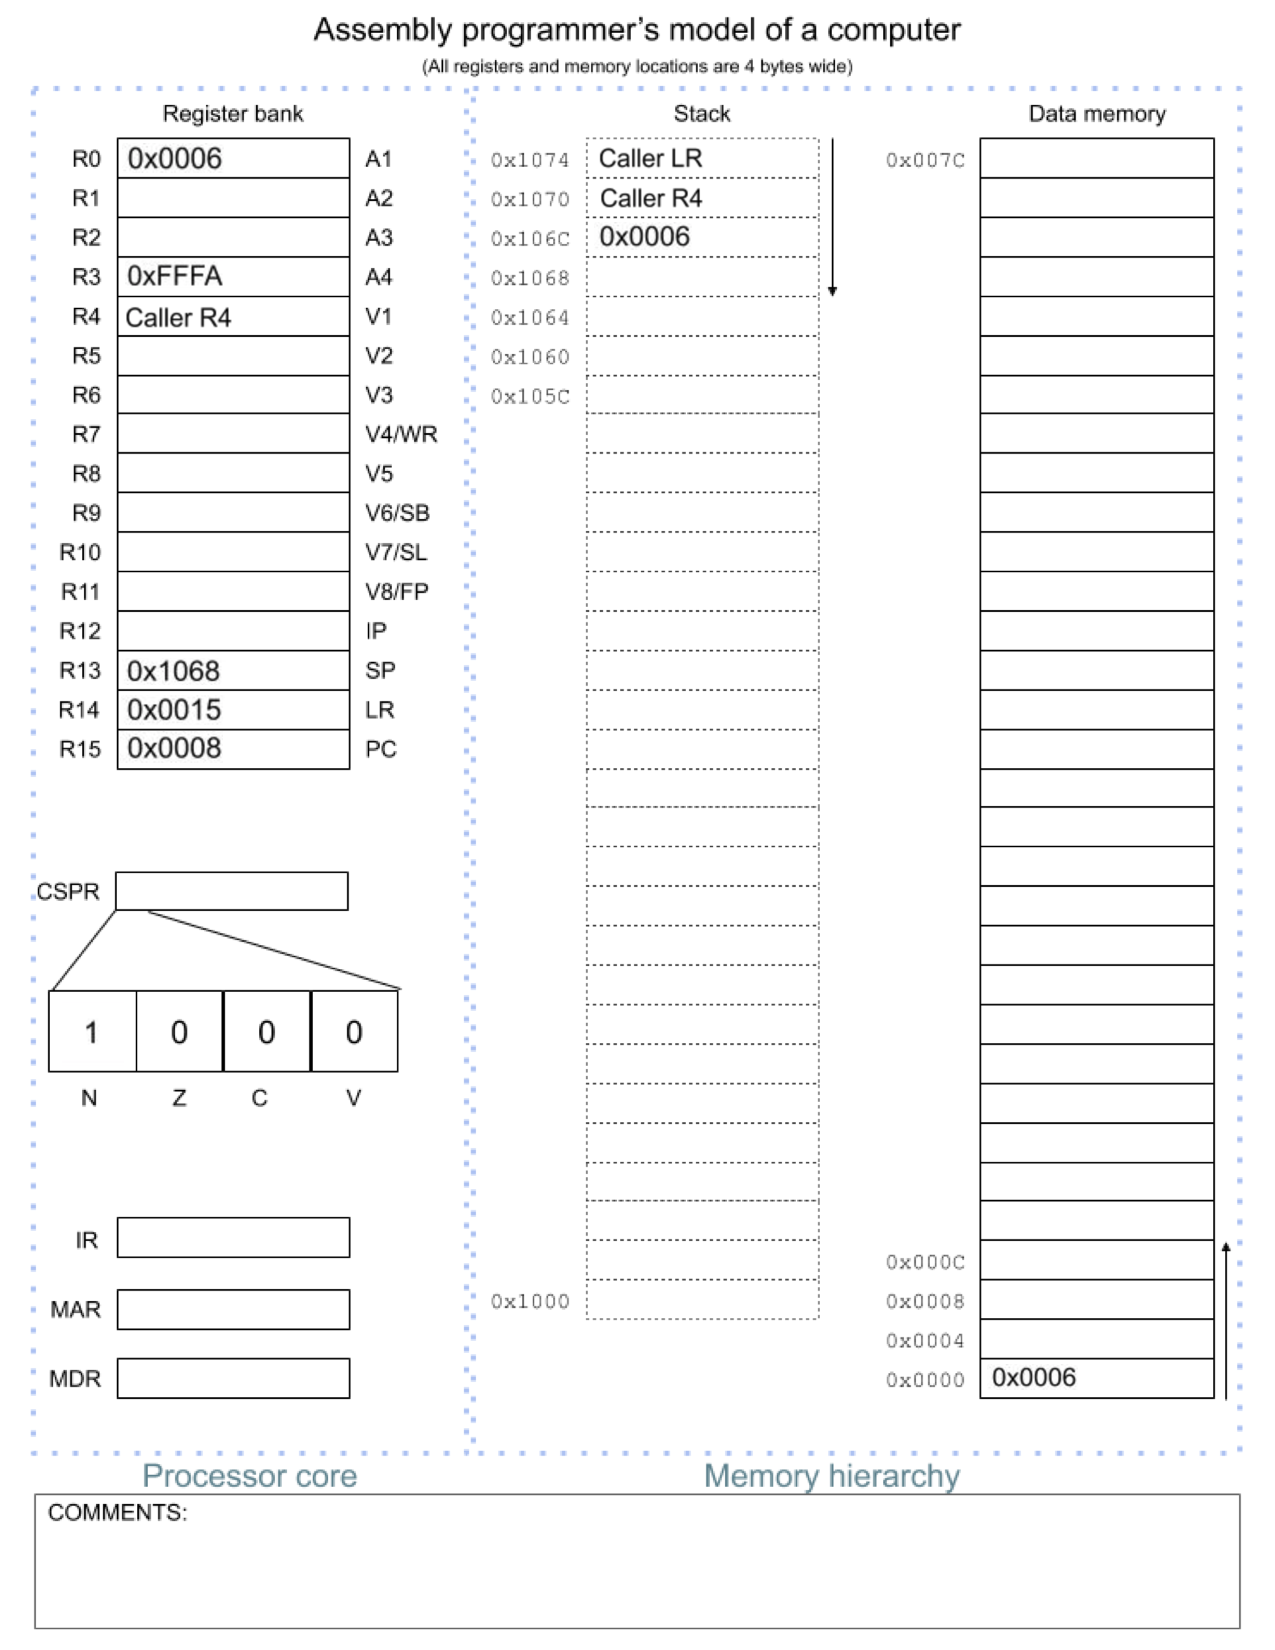 Assembly programmer's model of a computer
(All registers and memory locations are 4 bytes wide)
Register bank
R0 0x0006 A1
R1 A2
R2 A3
R3 0xFFFA A4
R4 Caller R4 V1
R5 V2
R6 V3
R7 V4/WR
R8 V5
R9 V6/SB
R10 V7/SL
R11 V8/FP
R12 IP
R13 0x1068 SP
R14 0x0015 LR
R15 0x0008 PC
CSPR
1 0 0 0
N Z C V
IR
MAR
MDR
Processor core
Stack
0x1074 Caller LR
0x1070 Caller R4
0x106C 0x0006
0x1068
0x1064
0x1060
0x105C
0x1000
Data memory
0x007C
0x000C
0x0008
0x0004
0x0000 0x0006
Memory hierarchy
COMMENTS: